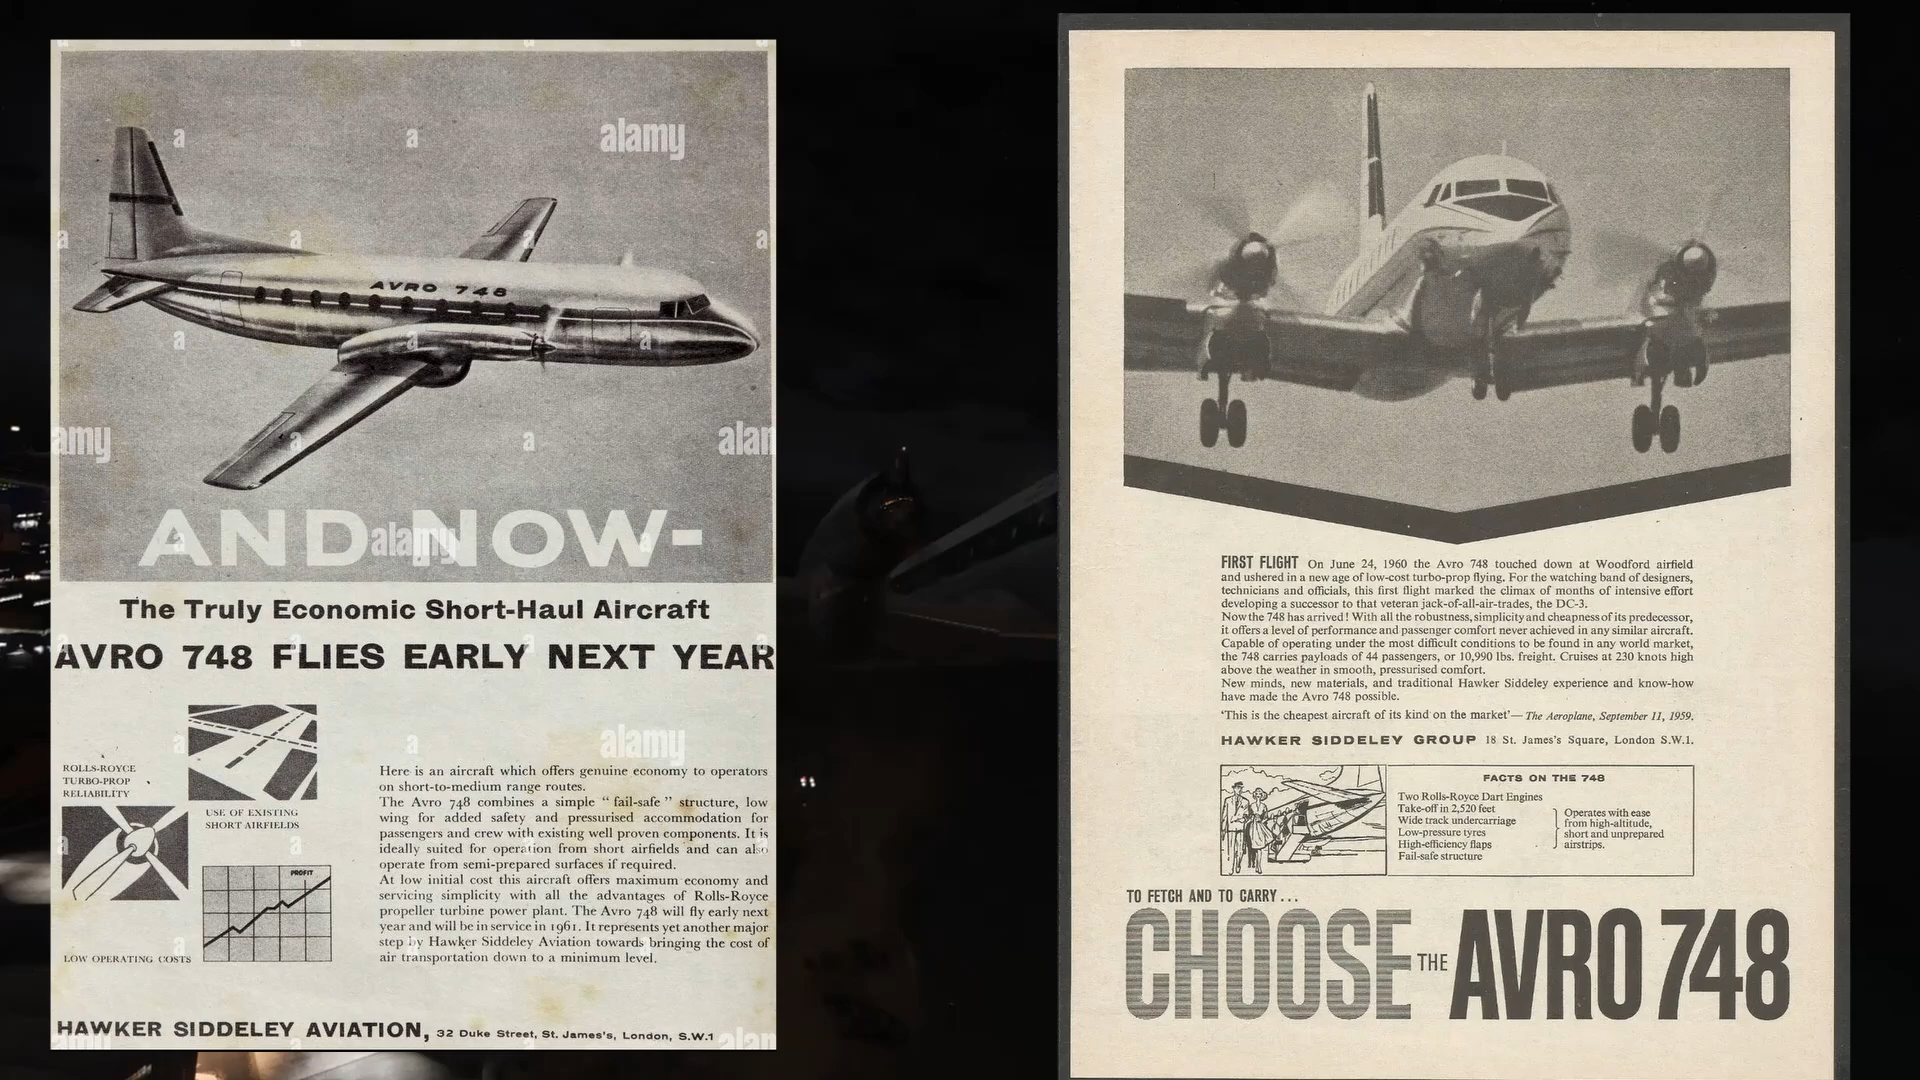 AVRO 748
AND NOW-
The Truly Economic Short-Haul Aircraft
AVRO 748 FLIES EARLY NEXT YEAR
ROLLS-ROYCE
TURBO-PROP
RELIABILITY
USE OF EXISTING
SHORT AIRFIELDS
PROFIT
LOW OPERATING COSTS
Here is an aircraft which offers genuine economy to operators
on short-to-medium range routes.
The Avro 748 combines a simple “ fail-safe ” structure, low
wing for added safety and pressurised accommodation for
passengers and crew with existing well proven components. It is
ideally suited for operation from short airfields and can also
operate from semi-prepared surfaces if required.
At low initial cost this aircraft offers maximum economy and
servicing simplicity with all the advantages of Rolls-Royce
propeller turbine power plant. The Avro 748 will fly early next
year and will be in service in 1961. It represents yet another major
step by Hawker Siddeley Aviation towards bringing the cost of
air transportation down to a minimum level.
HAWKER SIDDELEY AVIATION, 32 Duke Street, St. James's, London, S.W.1
alamy
alamy
alamy
FIRST FLIGHT On June 24, 1960 the Avro 748 touched down at Woodford airfield
and ushered in a new age of low-cost turbo-prop flying. For the watching band of designers,
technicians and officials, this first flight marked the climax of months of intensive effort
developing a successor to that veteran jack-of-all-air-trades, the DC-3.
Now the 748 has arrived! With all the robustness, simplicity and cheapness of its predecessor,
it offers a level of performance and passenger comfort never achieved in any similar aircraft.
Capable of operating under the most difficult conditions to be found in any world market,
the 748 carries payloads of 44 passengers, or 10,990 lbs. freight. Cruises at 230 knots high
above the weather in smooth, pressurised comfort.
New minds, new materials, and traditional Hawker Siddeley experience and know-how
have made the Avro 748 possible.
‘This is the cheapest aircraft of its kind on the market’— The Aeroplane, September 11, 1959.
HAWKER SIDDELEY GROUP 18 St. James's Square, London S.W.1.
FACTS ON THE 748
Two Rolls-Royce Dart Engines
Take-off in 2,520 feet
Wide track undercarriage
Low-pressure tyres
High-efficiency flaps
Fail-safe structure
Operates with ease
from high-altitude,
short and unprepared
airstrips.
TO FETCH AND TO CARRY...
CHOOSE THE AVRO 748